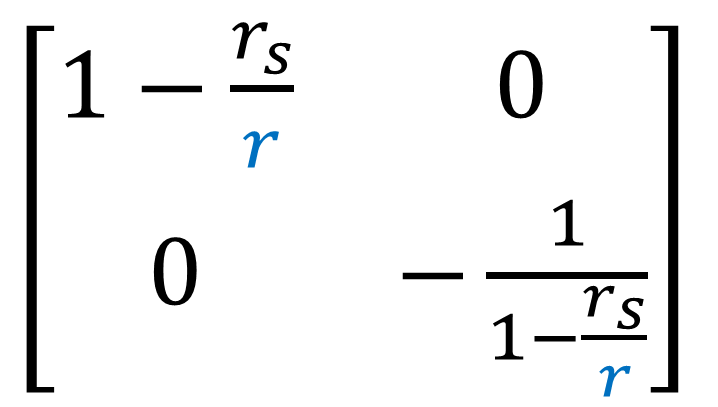 [ 1 − r_s/r 0
0 − 1/(1−r_s/r) ]